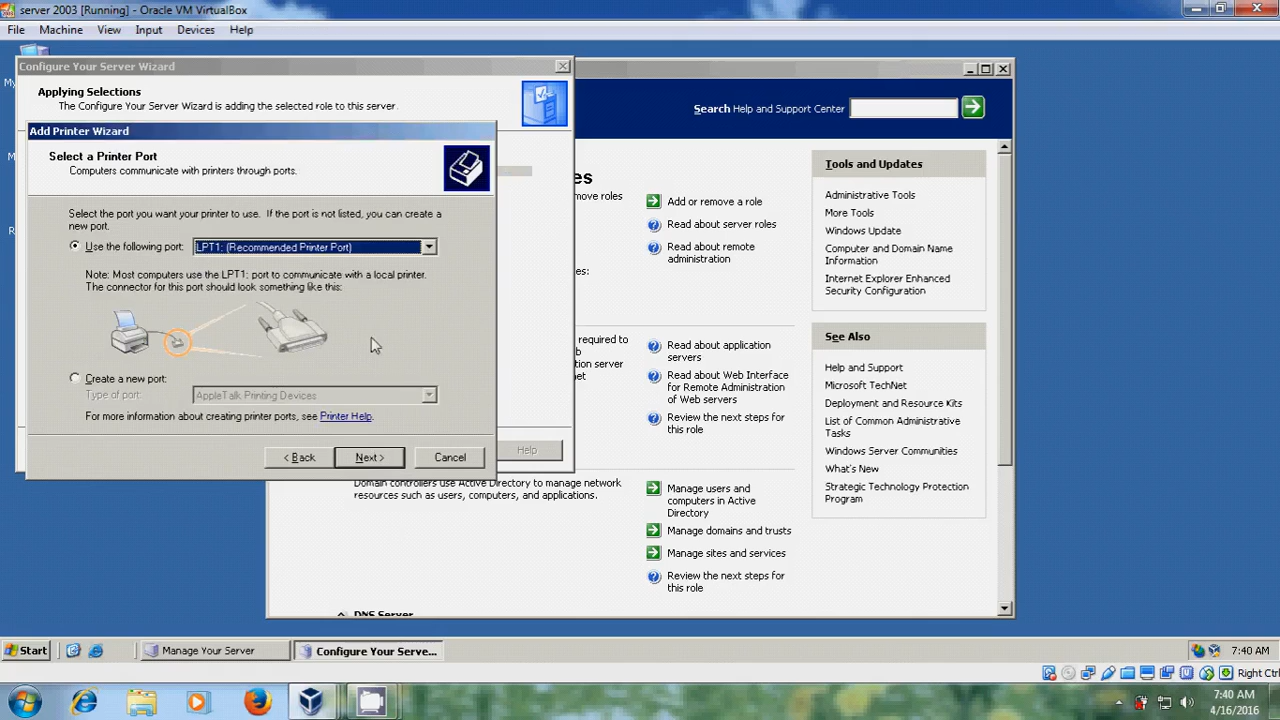 server 2003 [Running] - Oracle VM VirtualBox
File Machine View Input Devices Help
Configure Your Server Wizard
Applying Selections
The Configure Your Server Wizard is adding the selected role to this server.
Add Printer Wizard
Select a Printer Port
Computers communicate with printers through ports.
Select the port you want your printer to use. If the port is not listed, you can create a
new port.
Use the following port:
LPT1: (Recommended Printer Port)
Note: Most computers use the LPT1: port to communicate with a local printer.
The connector for this port should look something like this:
Create a new port:
Type of port:
AppleTalk Printing Devices
For more information about creating printer ports, see Printer Help.
< Back
Next >
Cancel
Help
Search Help and Support Center
es
move roles
es:
required to
b
tion server
net
Domain controllers use Active Directory to manage network
resources such as users, computers, and applications.
DNS Server
Add or remove a role
Read about server roles
Read about remote
administration
Read about application
servers
Read about Web Interface
for Remote Administration
of Web servers
Review the next steps for
this role
Manage users and
computers in Active
Directory
Manage domains and trusts
Manage sites and services
Review the next steps for
this role
Tools and Updates
Administrative Tools
More Tools
Windows Update
Computer and Domain Name
Information
Internet Explorer Enhanced
Security Configuration
See Also
Help and Support
Microsoft TechNet
Deployment and Resource Kits
List of Common Administrative
Tasks
Windows Server Communities
What's New
Strategic Technology Protection
Program
Start
Manage Your Server
Configure Your Serve...
7:40 AM
Right Ctrl
7:40 AM
4/16/2016